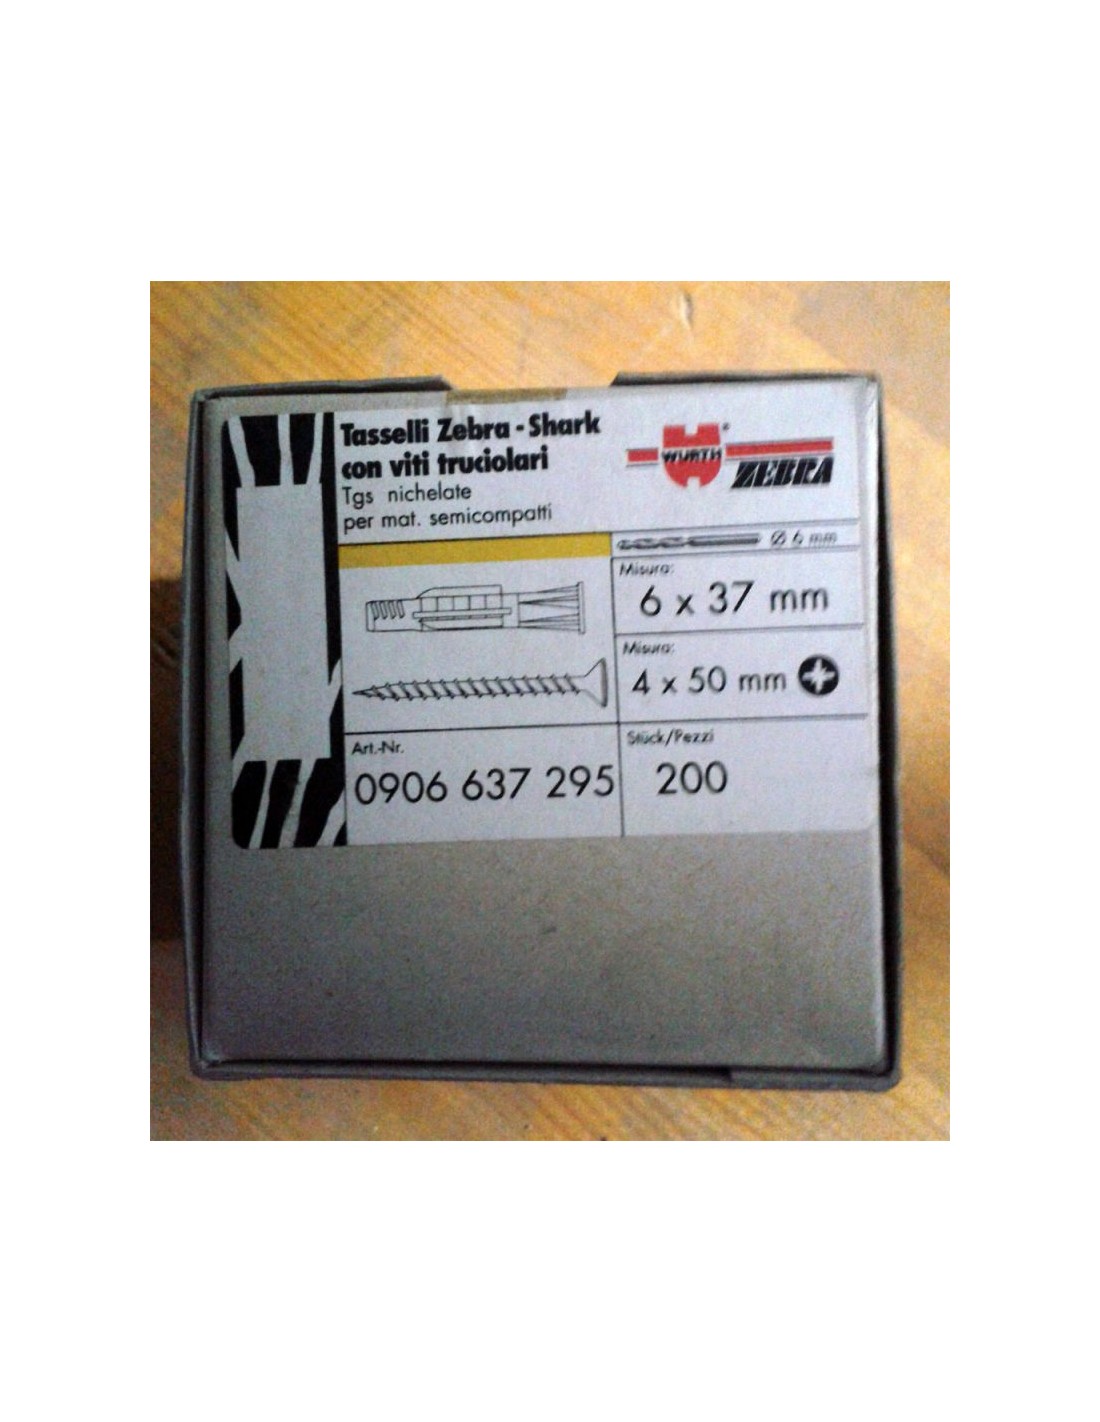 Tasselli Zebra - Shark
con viti truciolari
Tgs nichelate
per mat. semicompatti
WURTH®
ZEBRA
Ø 6 mm
Misura:
6 x 37 mm
Misura:
4 x 50 mm
Art.-Nr.
0906 637 295
Stück/Pezzi
200